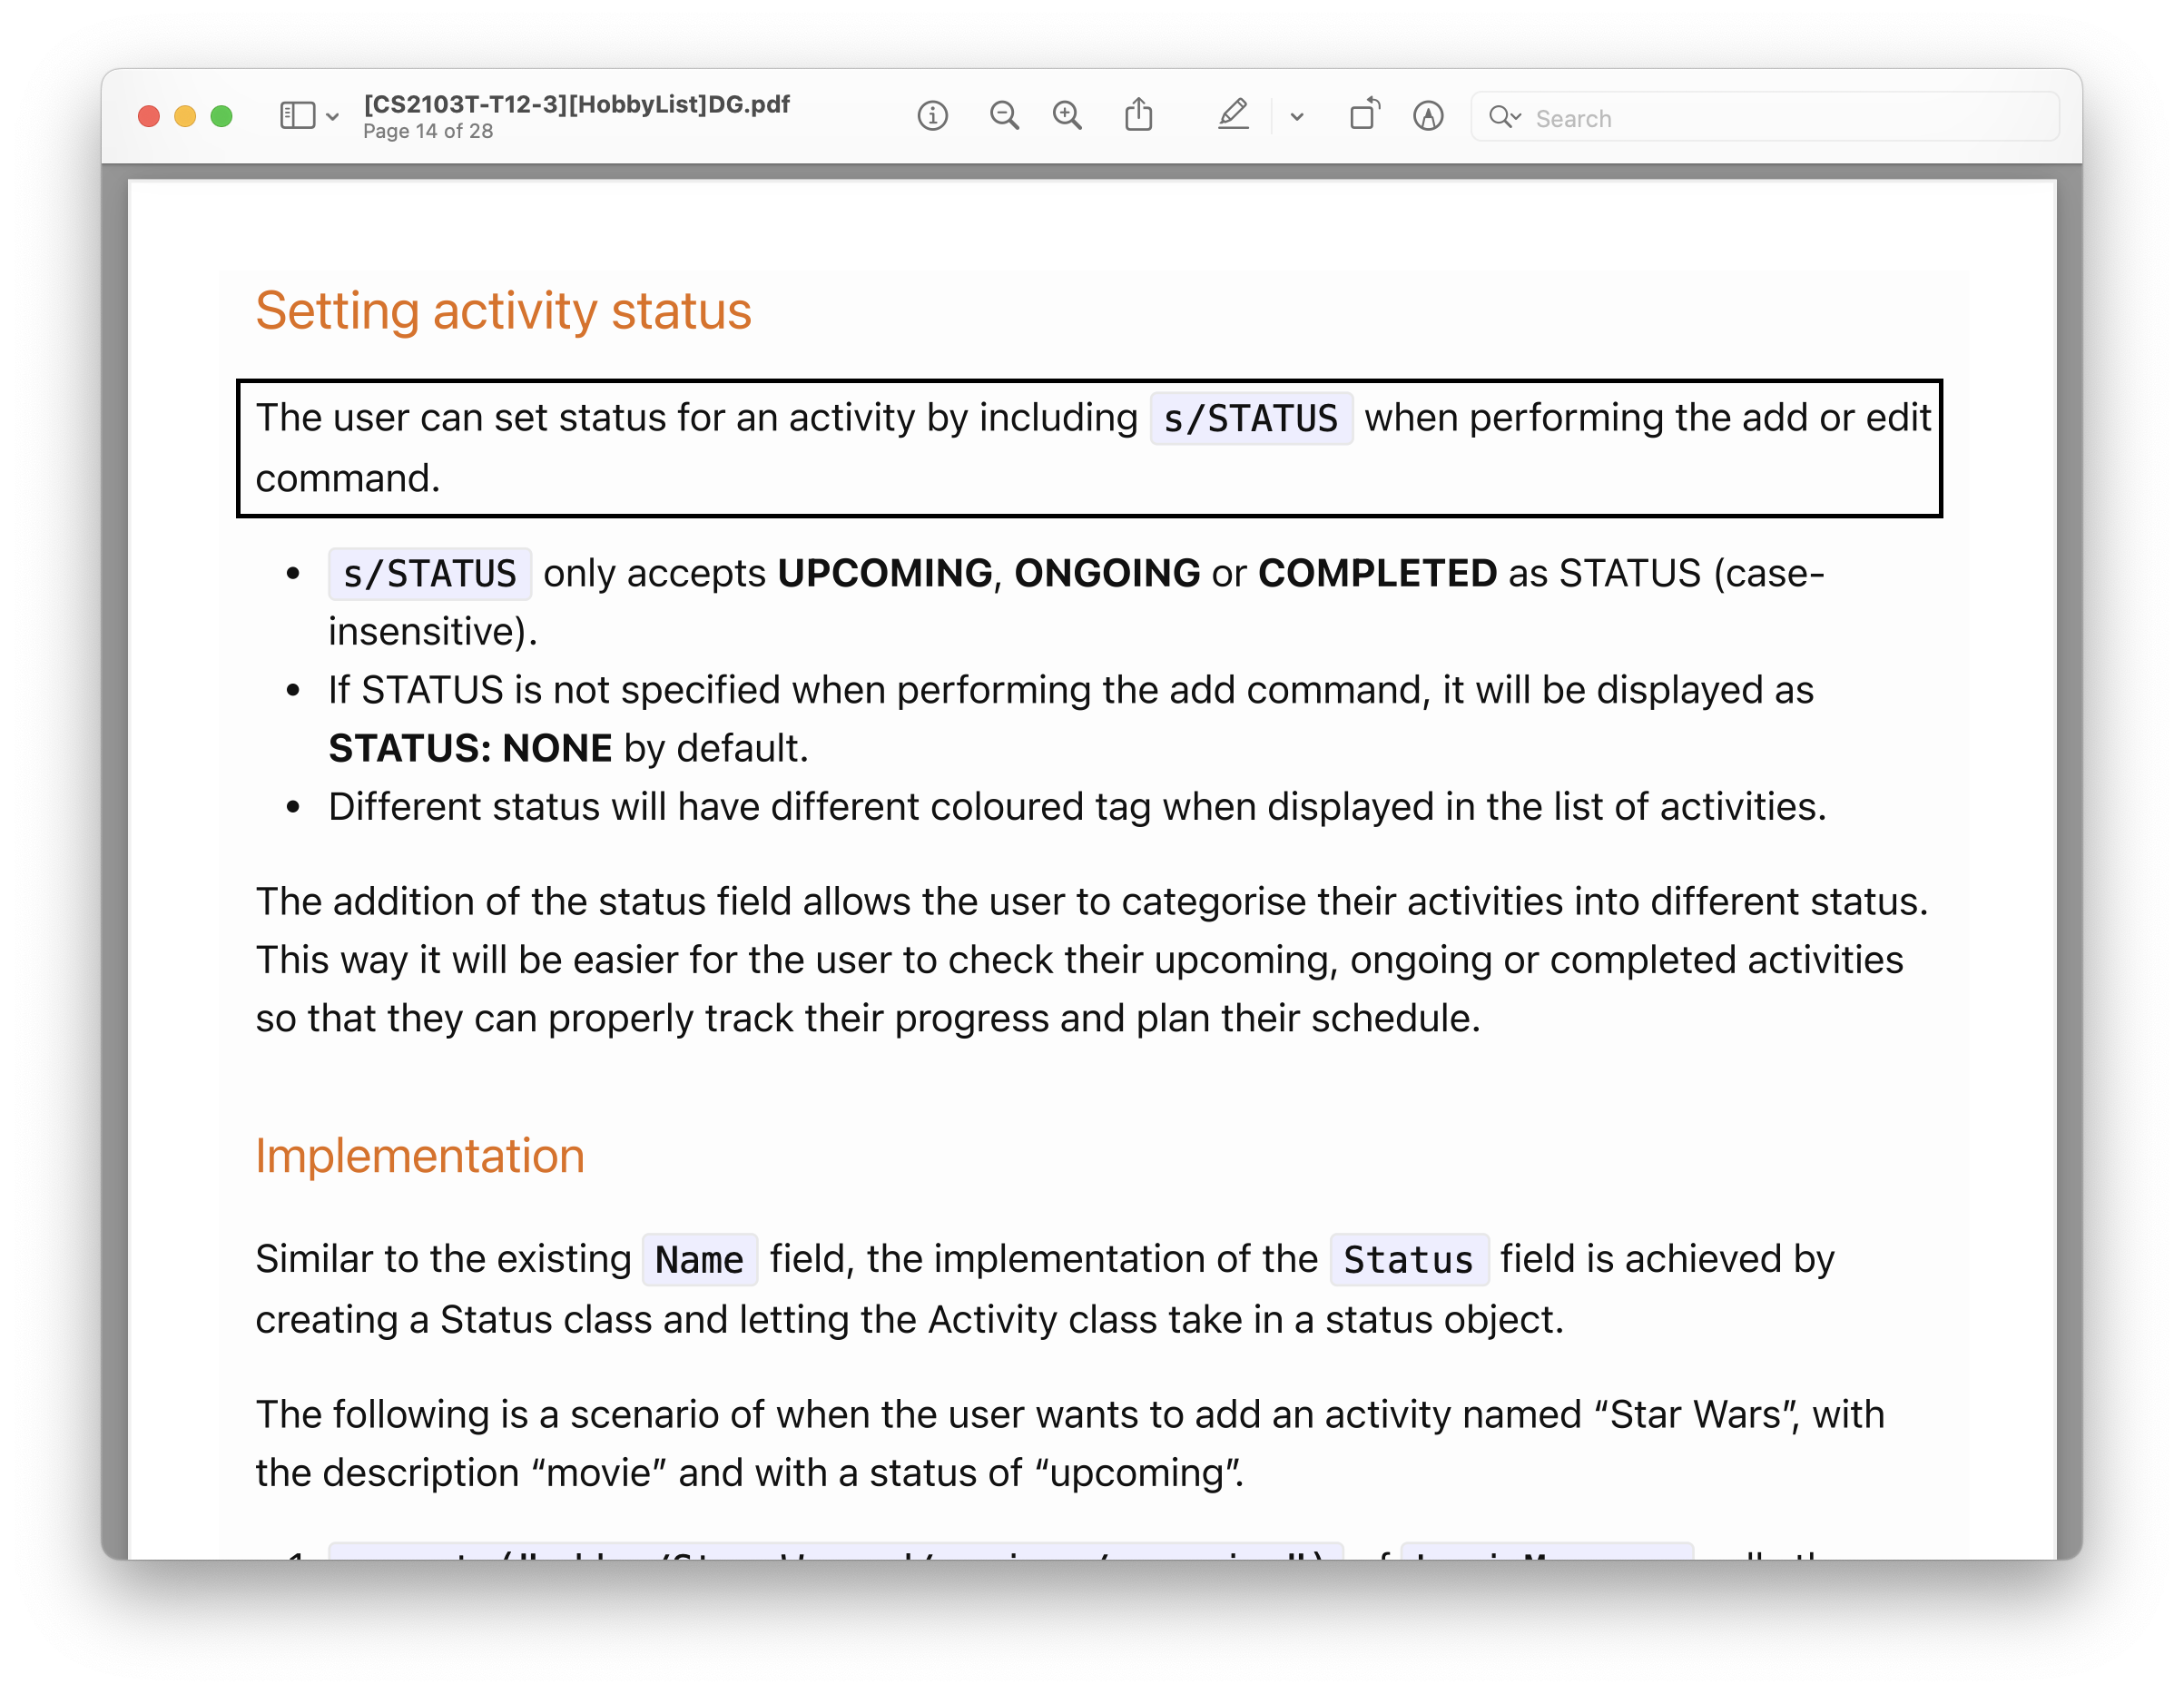 [CS2103T-T12-3][HobbyList]DG.pdf
Page 14 of 28
Search
Setting activity status
The user can set status for an activity by including s/STATUS when performing the add or edit
command.
• s/STATUS only accepts UPCOMING, ONGOING or COMPLETED as STATUS (case-
insensitive).
• If STATUS is not specified when performing the add command, it will be displayed as
STATUS: NONE by default.
• Different status will have different coloured tag when displayed in the list of activities.
The addition of the status field allows the user to categorise their activities into different status.
This way it will be easier for the user to check their upcoming, ongoing or completed activities
so that they can properly track their progress and plan their schedule.
Implementation
Similar to the existing Name field, the implementation of the Status field is achieved by
creating a Status class and letting the Activity class take in a status object.
The following is a scenario of when the user wants to add an activity named “Star Wars”, with
the description “movie” and with a status of “upcoming”.